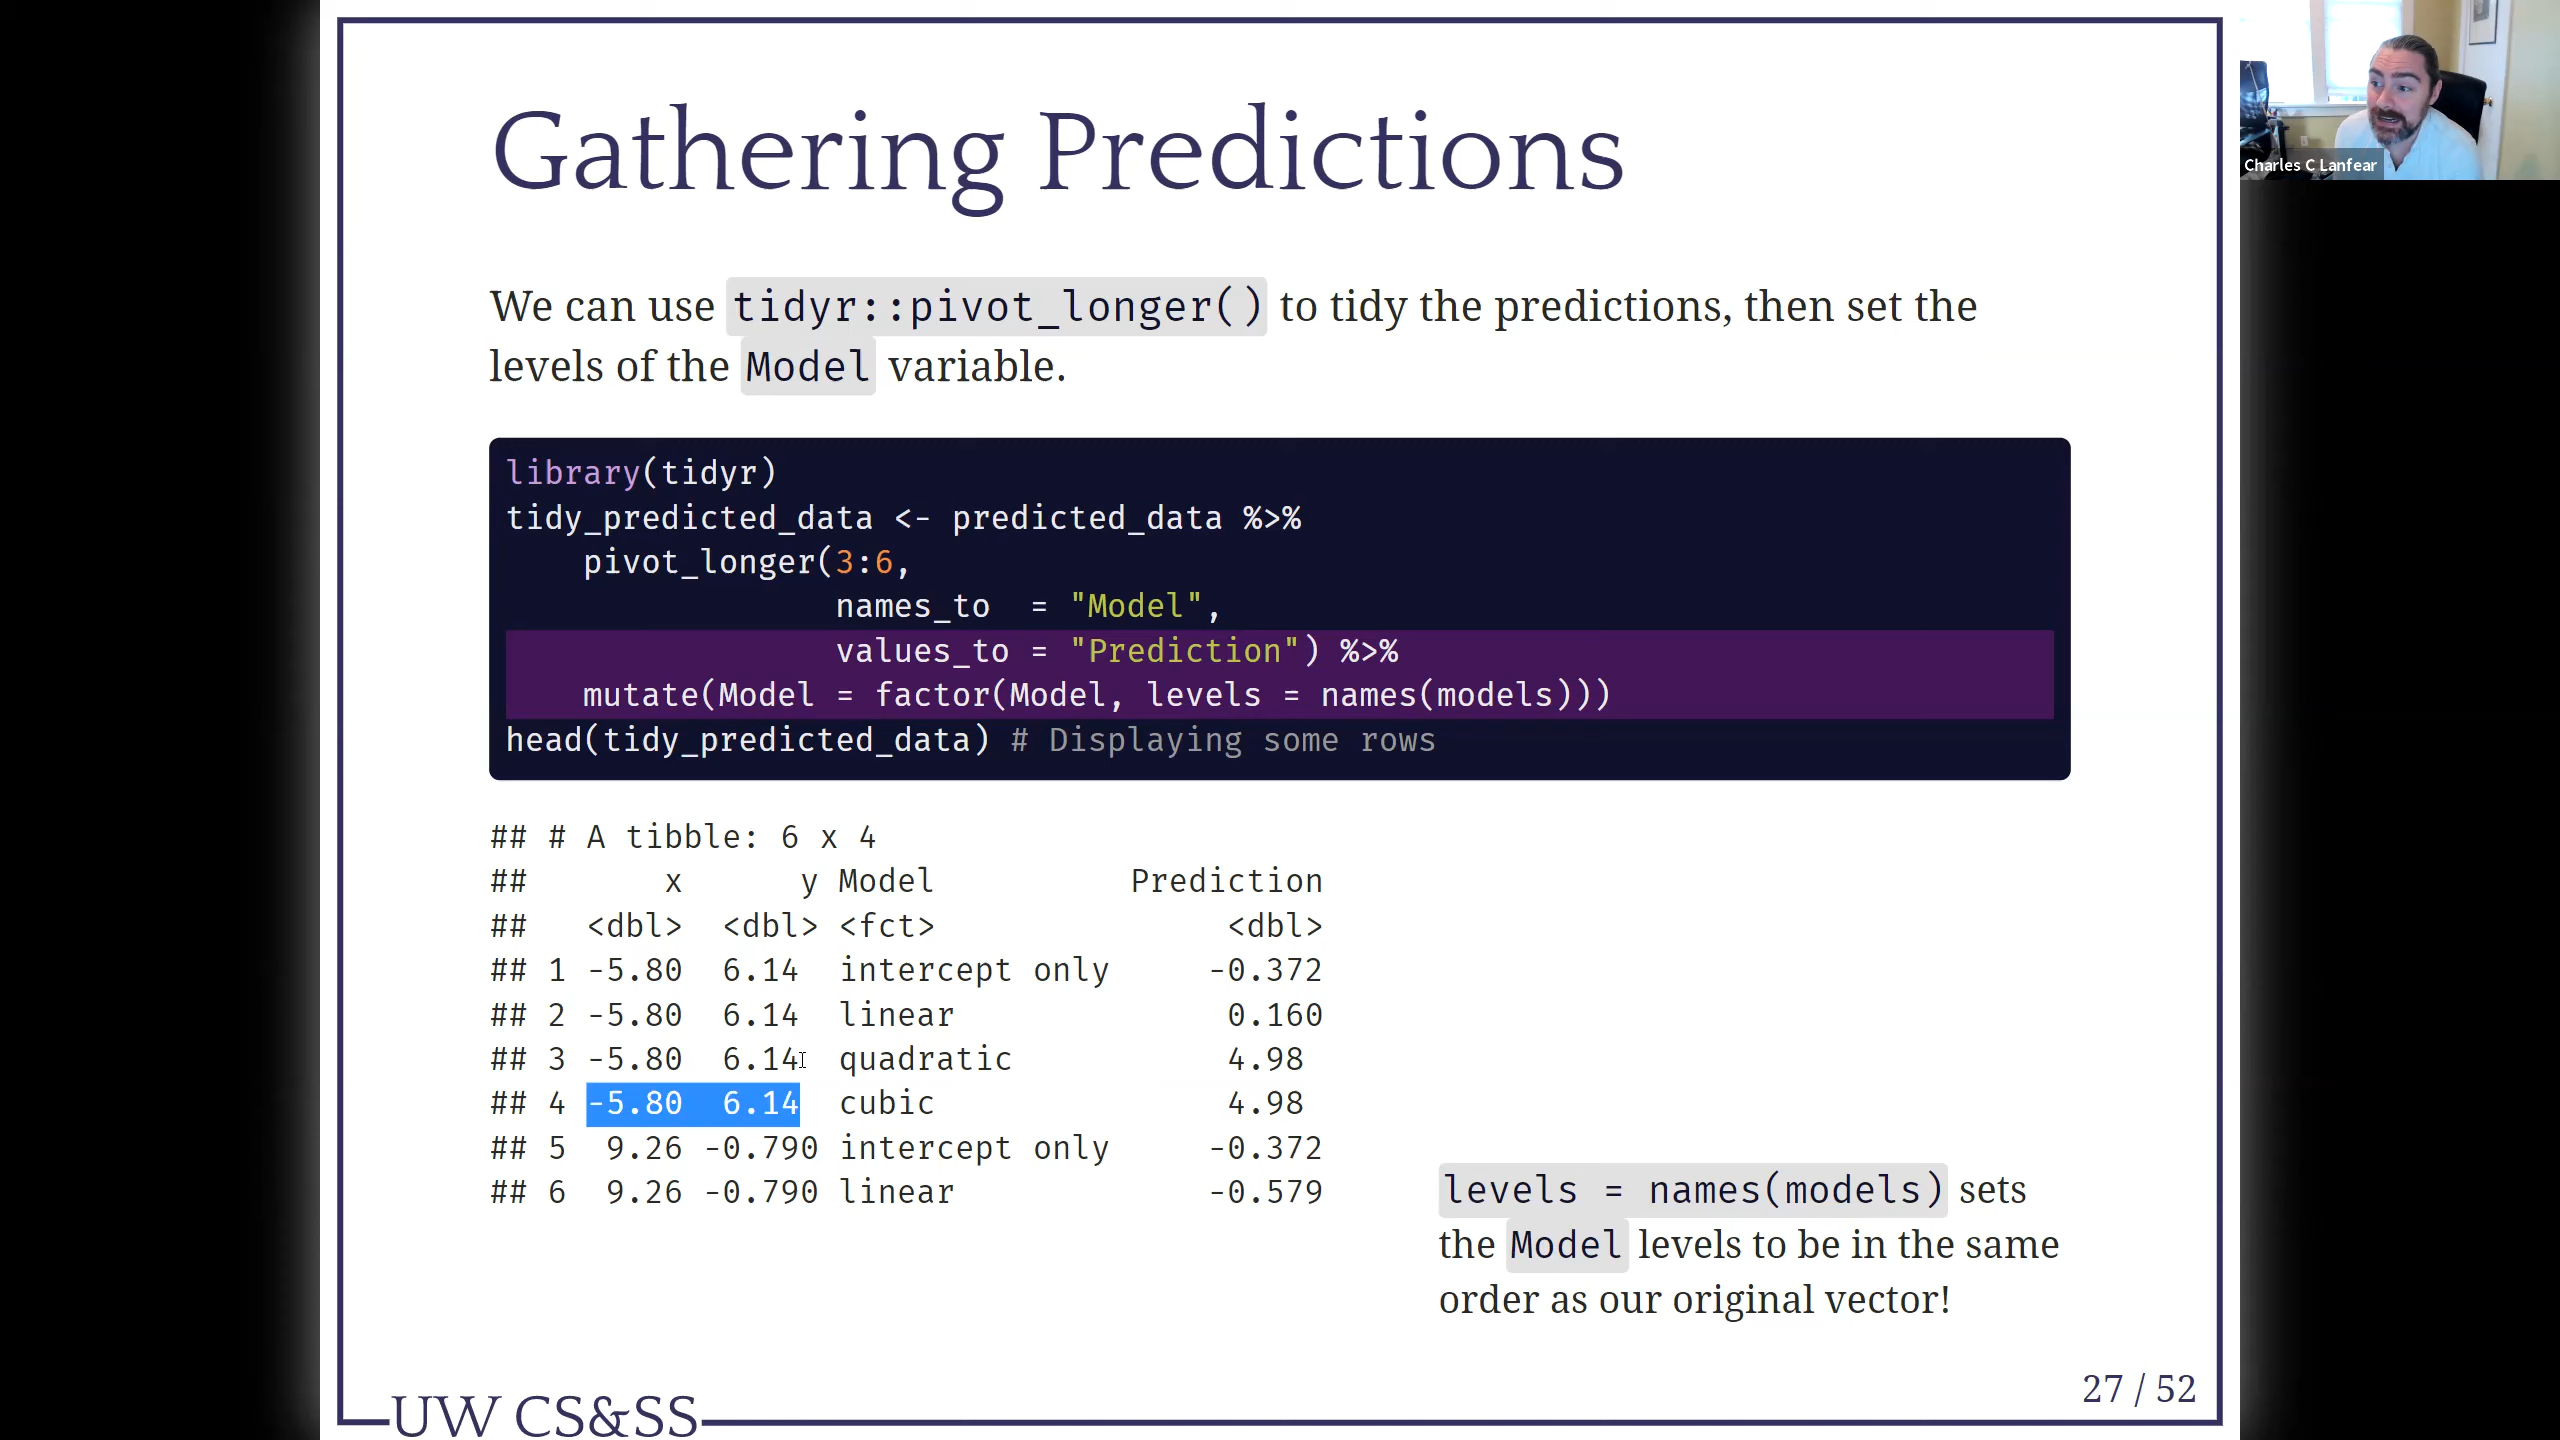 Gathering Predictions
Charles C Lanfear
We can use tidyr::pivot_longer() to tidy the predictions, then set the
levels of the Model variable.
library(tidyr)
tidy_predicted_data <- predicted_data %>%
    pivot_longer(3:6,
                 names_to  = "Model",
                 values_to = "Prediction") %>%
    mutate(Model = factor(Model, levels = names(models)))
head(tidy_predicted_data) # Displaying some rows
## # A tibble: 6 x 4
##       x      y Model          Prediction
##   <dbl>  <dbl> <fct>               <dbl>
## 1 -5.80  6.14  intercept only     -0.372
## 2 -5.80  6.14  linear              0.160
## 3 -5.80  6.14  quadratic           4.98
## 4 -5.80  6.14  cubic               4.98
## 5  9.26 -0.790 intercept only     -0.372
## 6  9.26 -0.790 linear             -0.579
levels = names(models) sets
the Model levels to be in the same
order as our original vector!
27 / 52
UW CS&SS